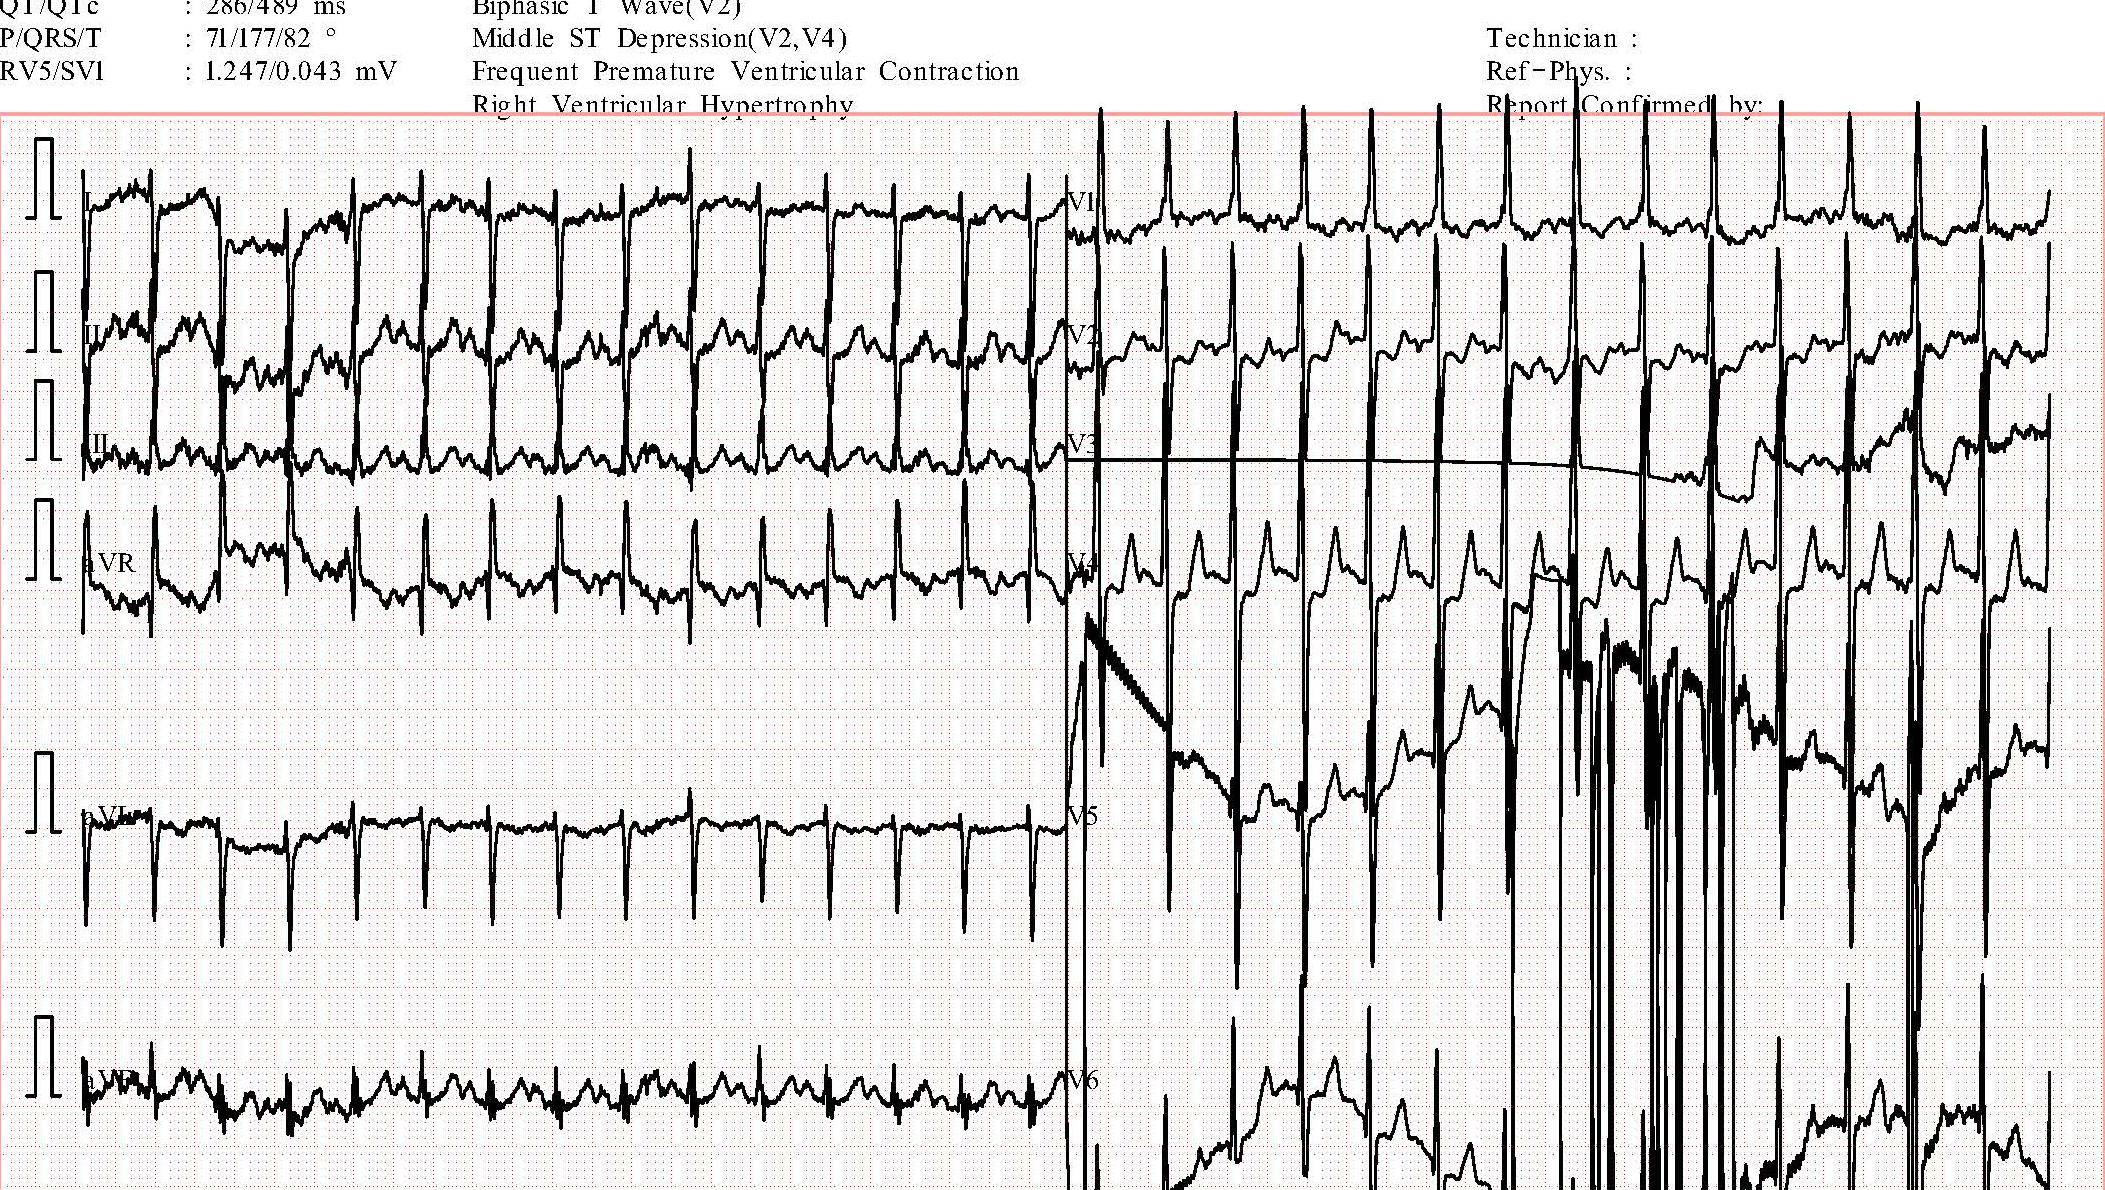 QT/QTc : 286/489 ms
P/QRS/T : 71/177/82 °
RV5/SV1 : 1.247/0.043 mV
Biphasic T Wave(V2)
Middle ST Depression(V2,V4)
Frequent Premature Ventricular Contraction
Right Ventricular Hypertrophy
Technician :
Ref-Phys. :
Report Confirmed by:
I
II
III
aVR
aVL
aVF
V1
V2
V3
V4
V5
V6